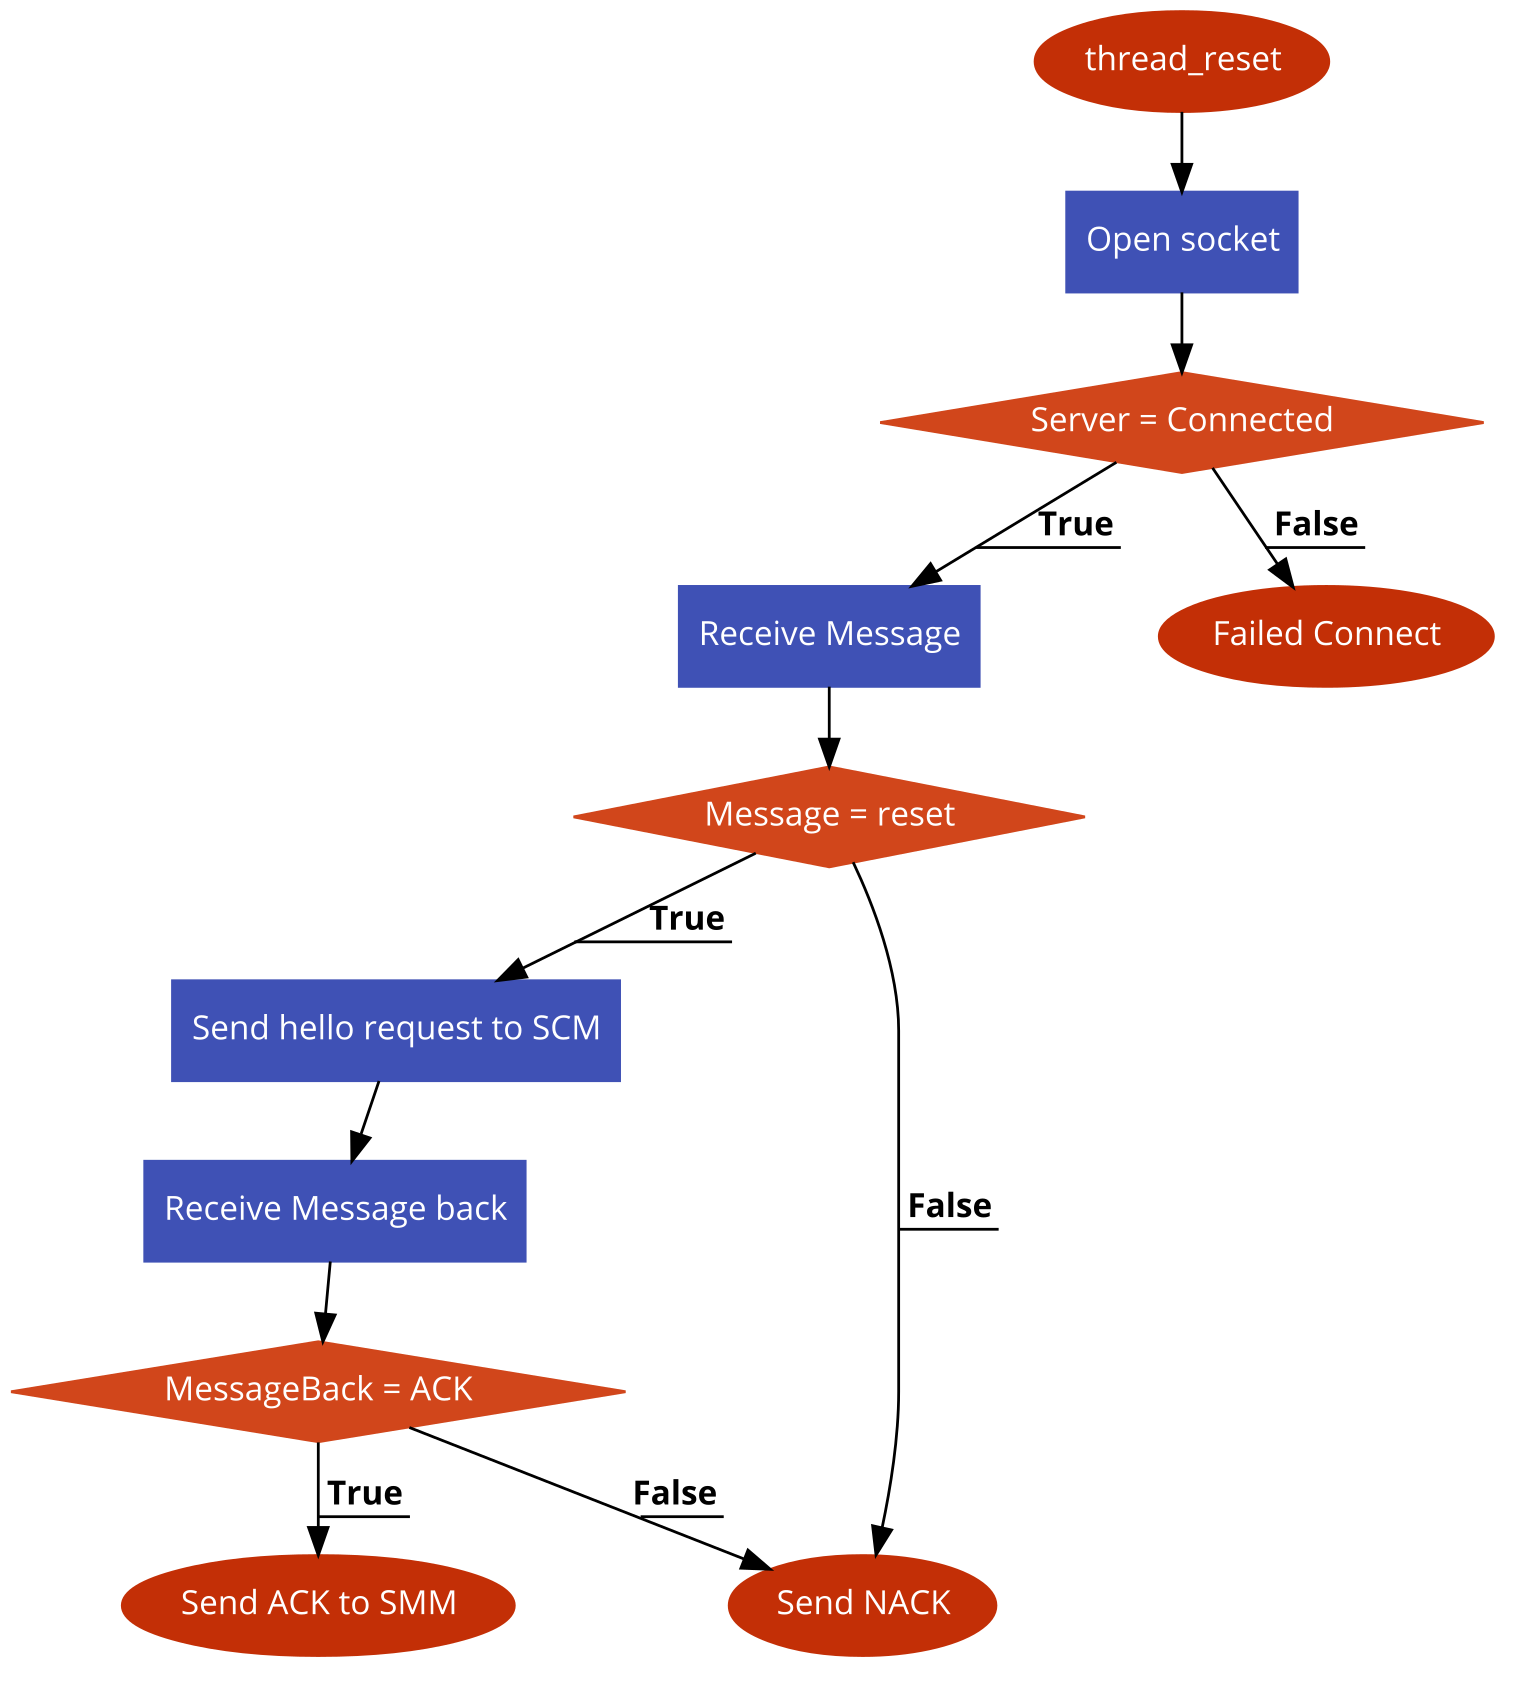 thread_reset
Open socket
Server = Connected
True
False
Receive Message
Failed Connect
Message = reset
True
Send hello request to SCM
Receive Message back
False
MessageBack = ACK
True
False
Send ACK to SMM
Send NACK